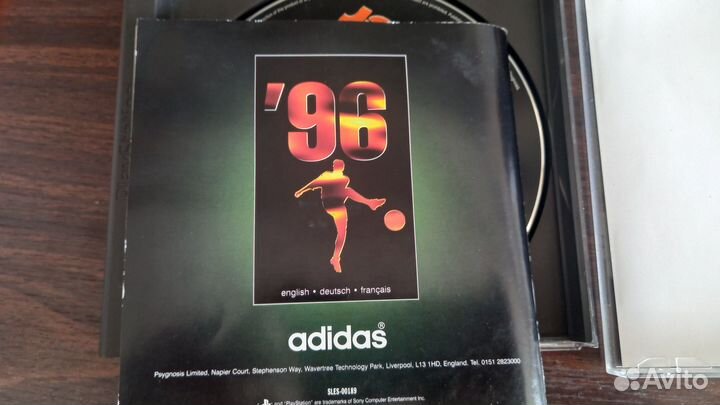 '96
english • deutsch • français
adidas®
Psygnosis Limited, Napier Court, Stephenson Way, Wavertree Technology Park, Liverpool, L13 1HD, England. Tel. 0151 2823000
SLES-00189
and "PlayStation" are trademarks of Sony Computer Entertainment Inc.
Avito